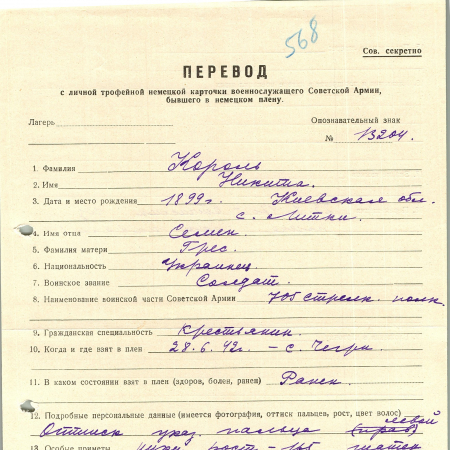 568
Сов. секретно
ПЕРЕВОД
с личной трофейной немецкой карточки военнослужащего Советской Армии,
бывшего в немецком плену.
Лагерь
Опознавательный знак
№ 13204.
1. Фамилия Король
2. Имя Никита.
3. Дата и место рождения 1899 г. Киевская обл.
с. Литки.
4. Имя отца Семен.
5. Фамилия матери Грес.
6. Национальность Украинец
7. Воинское звание Солдат.
8. Наименование воинской части Советской Армии 705 стрелк. полк.
9. Гражданская специальность Крестьянин.
10. Когда и где взят в плен 28.6.42г. – с.
11. В каком состоянии взят в плен (здоров, болен, ранен) Ранен.
12. Подробные персональные данные (имеется фотография, оттиск пальцев, рост, цвет волос)
левой
Оттиск указ. пальца (прав)
13. Особые приметы рост – 165